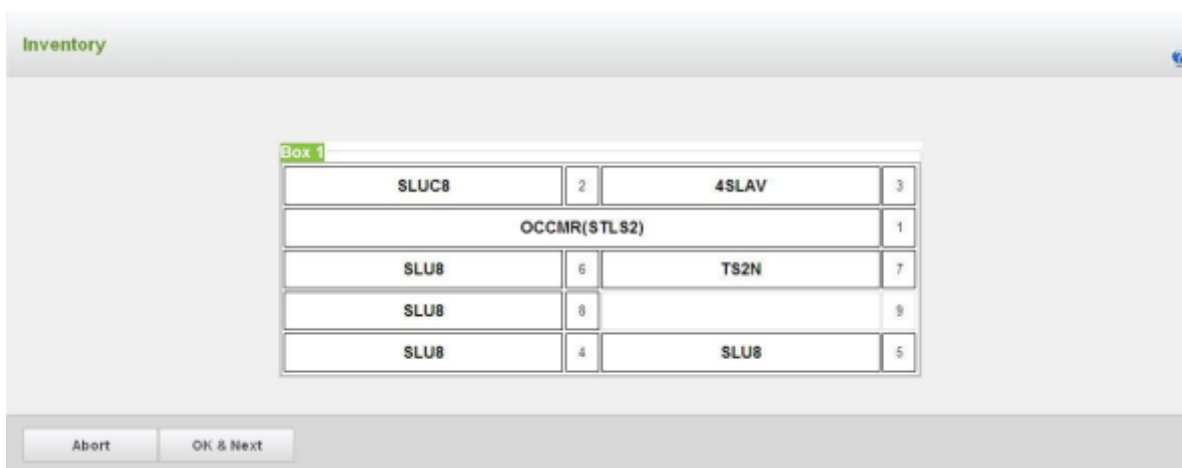 Inventory
Box 1
SLUC8 2 4SLAV 3
OCCMR(STLS2) 1
SLU8 6 TS2N 7
SLU8 8 9
SLU8 4 SLU8 5
Abort OK & Next